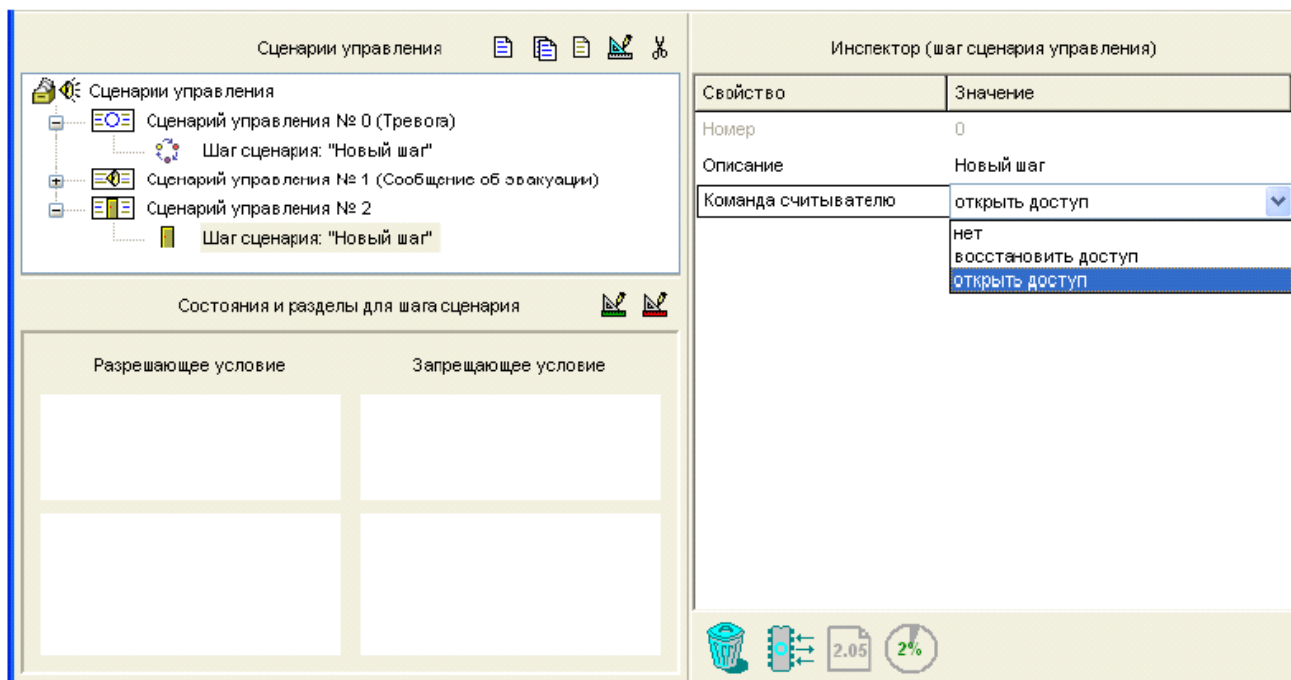 Сценарии управления
Сценарии управления
Сценарий управления № 0 (Тревога)
Шаг сценария: "Новый шаг"
Сценарий управления № 1 (Сообщение об эвакуации)
Сценарий управления № 2
Шаг сценария: "Новый шаг"
Состояния и разделы для шага сценария
Разрешающее условие
Запрещающее условие
Инспектор (шаг сценария управления)
Свойство Значение
Номер 0
Описание Новый шаг
Команда считывателю открыть доступ
нет
восстановить доступ
открыть доступ
2.05 2%